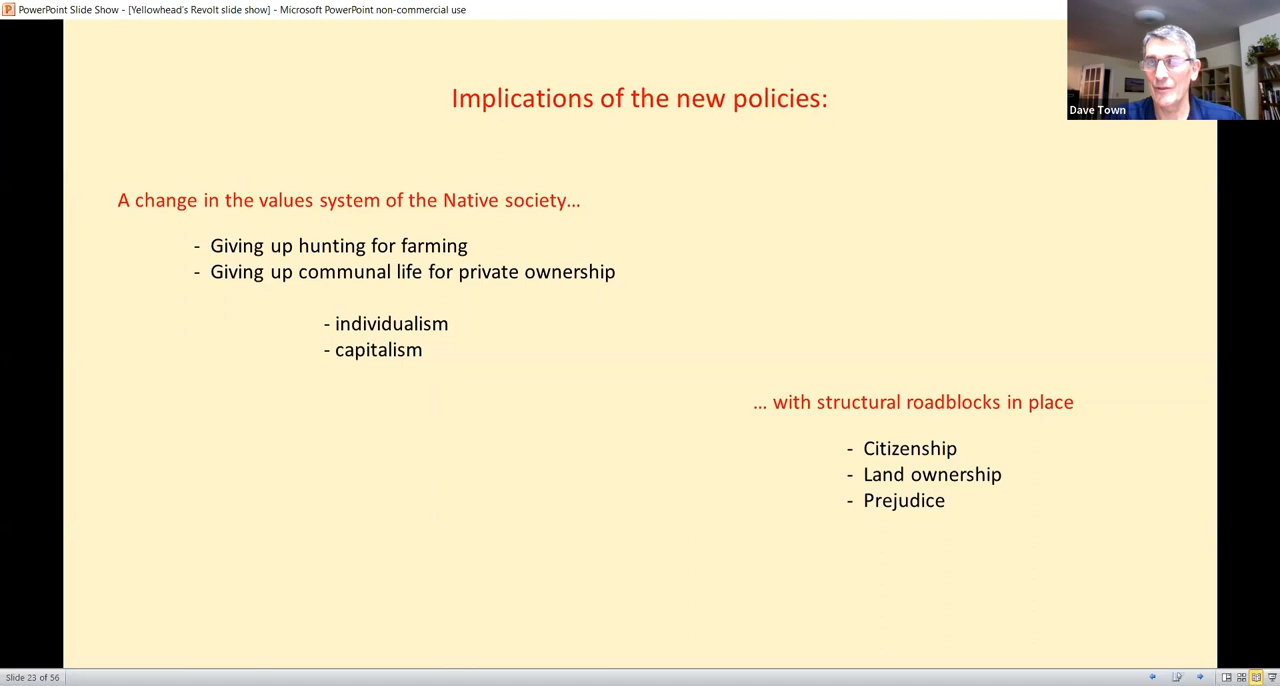 PowerPoint Slide Show - [Yellowhead's Revolt slide show] - Microsoft PowerPoint non-commercial use
Dave Town
Implications of the new policies:
A change in the values system of the Native society...
- Giving up hunting for farming
- Giving up communal life for private ownership
- individualism
- capitalism
... with structural roadblocks in place
- Citizenship
- Land ownership
- Prejudice
Slide 23 of 56